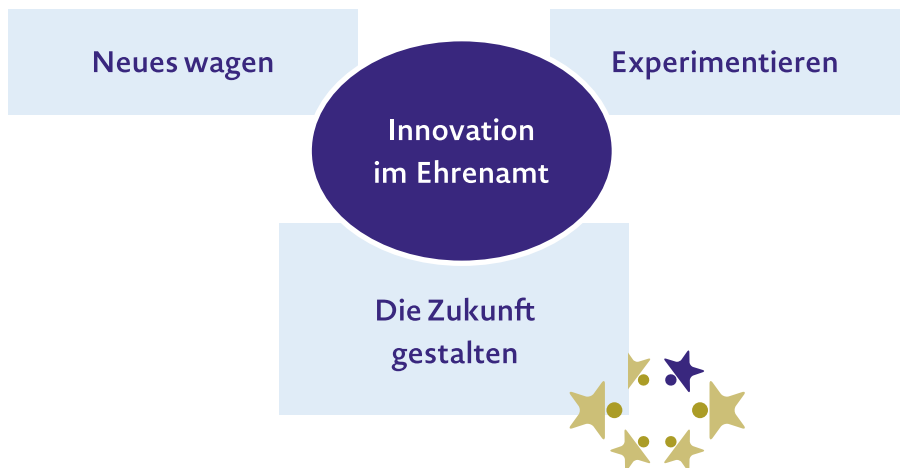 Neues wagen
Experimentieren
Innovation
im Ehrenamt
Die Zukunft
gestalten